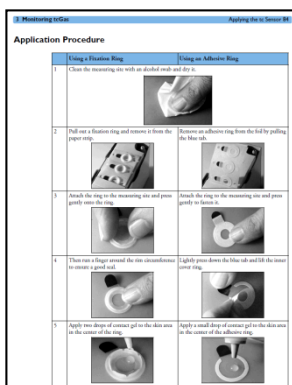 3 Monitoring tcGas Applying the tc Sensor 84
Application Procedure
Using a Fixation Ring Using an Adhesive Ring
1 Clean the measuring site with an alcohol swab and dry it.
2 Pull out a fixation ring and remove it from the Remove an adhesive ring from the foil by pulling
paper strip. the blue tab.
3 Attach the ring to the measuring site and press Attach the ring to the measuring site and press
gently onto the ring. gently to fasten it.
4 Then run a finger around the rim circumference Lightly press down the blue tab and lift the inner
to ensure a good seal. cover ring.
5 Apply two drops of contact gel to the skin area Apply a small drop of contact gel to the skin area
in the center of the ring. in the center of the adhesive ring.